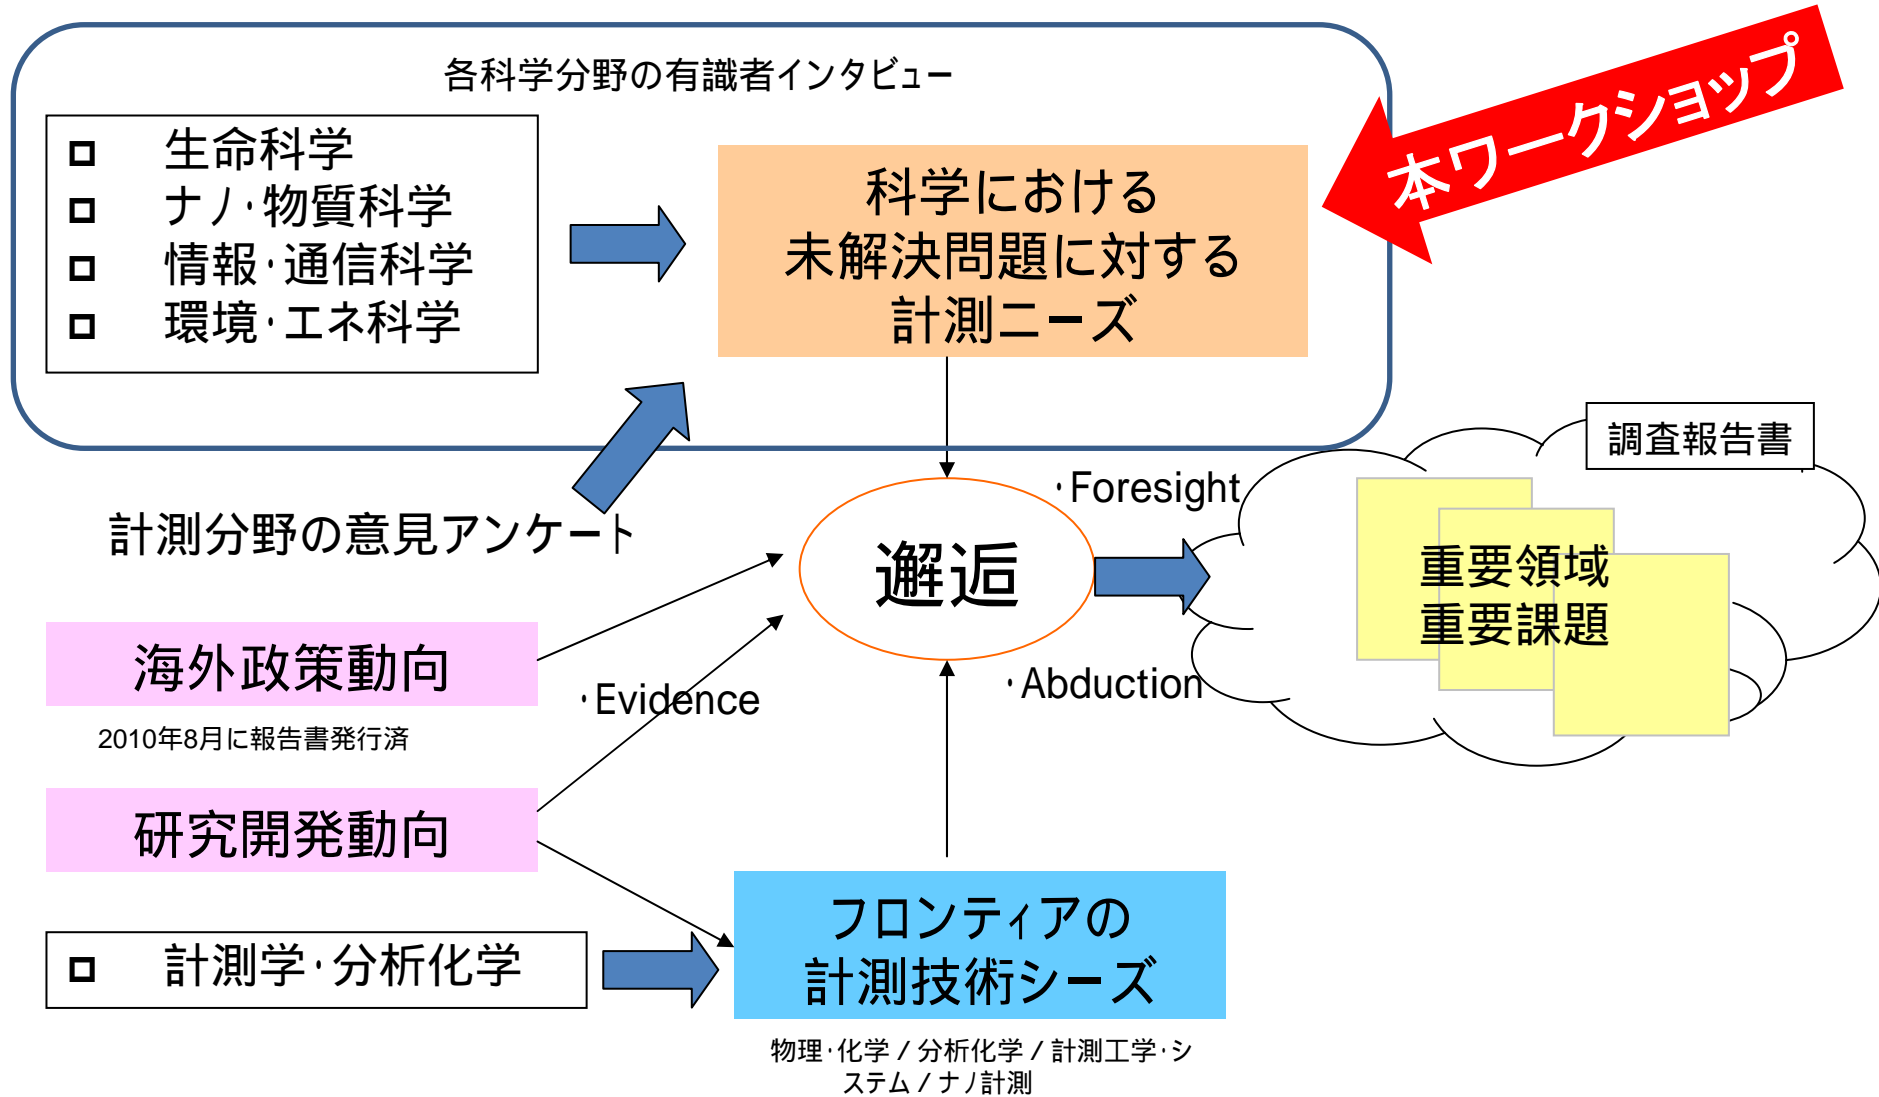 各科学分野の有識者インタビュー
本ワークショップ
生命科学
ナノ・物質科学
情報・通信科学
環境・エネ科学
科学における
未解決問題に対する
計測ニーズ
計測分野の意見アンケート
・Foresight
調査報告書
邂逅
重要領域
重要課題
海外政策動向
2010年8月に報告書発行済
・Evidence
・Abduction
研究開発動向
計測学・分析化学
フロンティアの
計測技術シーズ
物理・化学 / 分析化学 / 計測工学・シ
ステム / ナノ計測